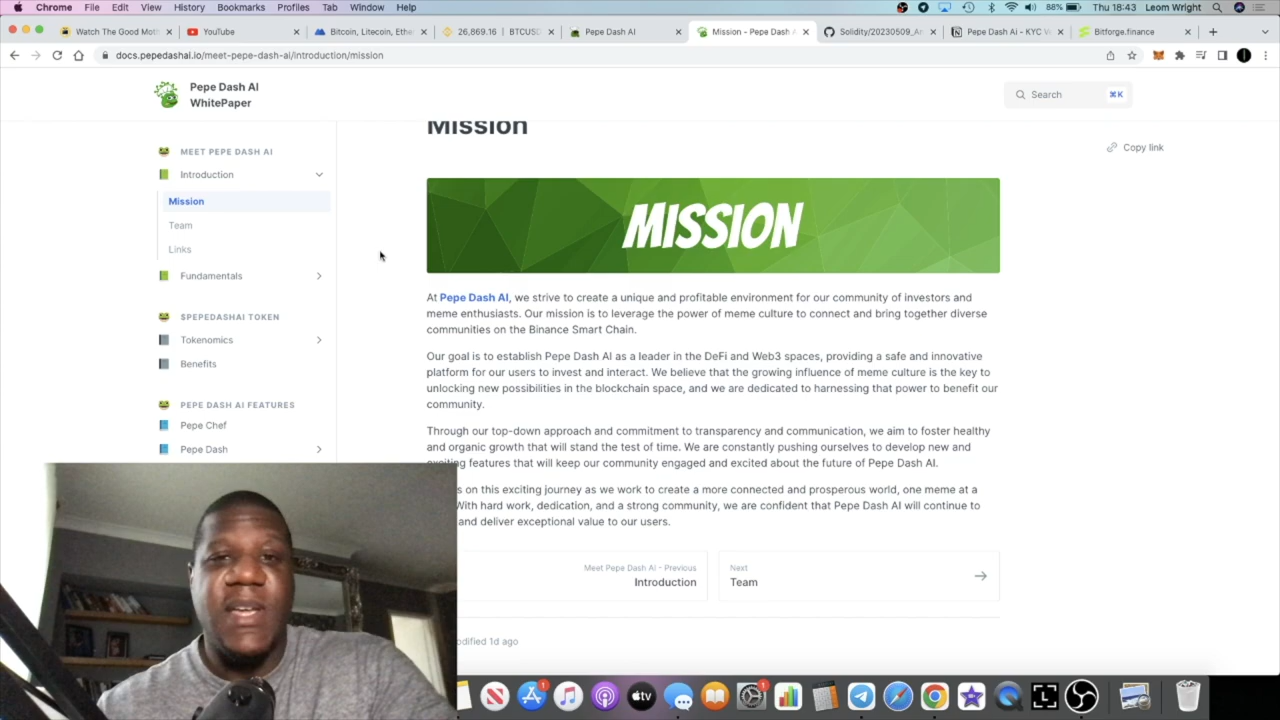 Chrome File Edit View History Bookmarks Profiles Tab Window Help 88% Thu 18:43 Leom Wright
Watch The Good Mot YouTube Bitcoin, Litecoin, Ethe 26,869.16 | BTCUSD Pepe Dash AI Mission - Pepe Dash A Solidity/20230509_Ar Pepe Dash Ai - KYC V Bitforge.finance
docs.pepedashai.io/meet-pepe-dash-ai/introduction/mission
Pepe Dash AI
WhitePaper
Search ⌘K
Mission
Copy link
MEET PEPE DASH AI
Introduction
Mission
Team
Links
Fundamentals
$PEPEDASHAI TOKEN
Tokenomics
Benefits
PEPE DASH AI FEATURES
Pepe Chef
Pepe Dash
MISSION
At Pepe Dash AI, we strive to create a unique and profitable environment for our community of investors and
meme enthusiasts. Our mission is to leverage the power of meme culture to connect and bring together diverse
communities on the Binance Smart Chain.
Our goal is to establish Pepe Dash AI as a leader in the DeFi and Web3 spaces, providing a safe and innovative
platform for our users to invest and interact. We believe that the growing influence of meme culture is the key to
unlocking new possibilities in the blockchain space, and we are dedicated to harnessing that power to benefit our
community.
Through our top-down approach and commitment to transparency and communication, we aim to foster healthy
and organic growth that will stand the test of time. We are constantly pushing ourselves to develop new and
exciting features that will keep our community engaged and excited about the future of Pepe Dash AI.
s on this exciting journey as we work to create a more connected and prosperous world, one meme at a
With hard work, dedication, and a strong community, we are confident that Pepe Dash AI will continue to
and deliver exceptional value to our users.
Meet Pepe Dash AI - Previous
Introduction
Next
Team
odified 1d ago
tv